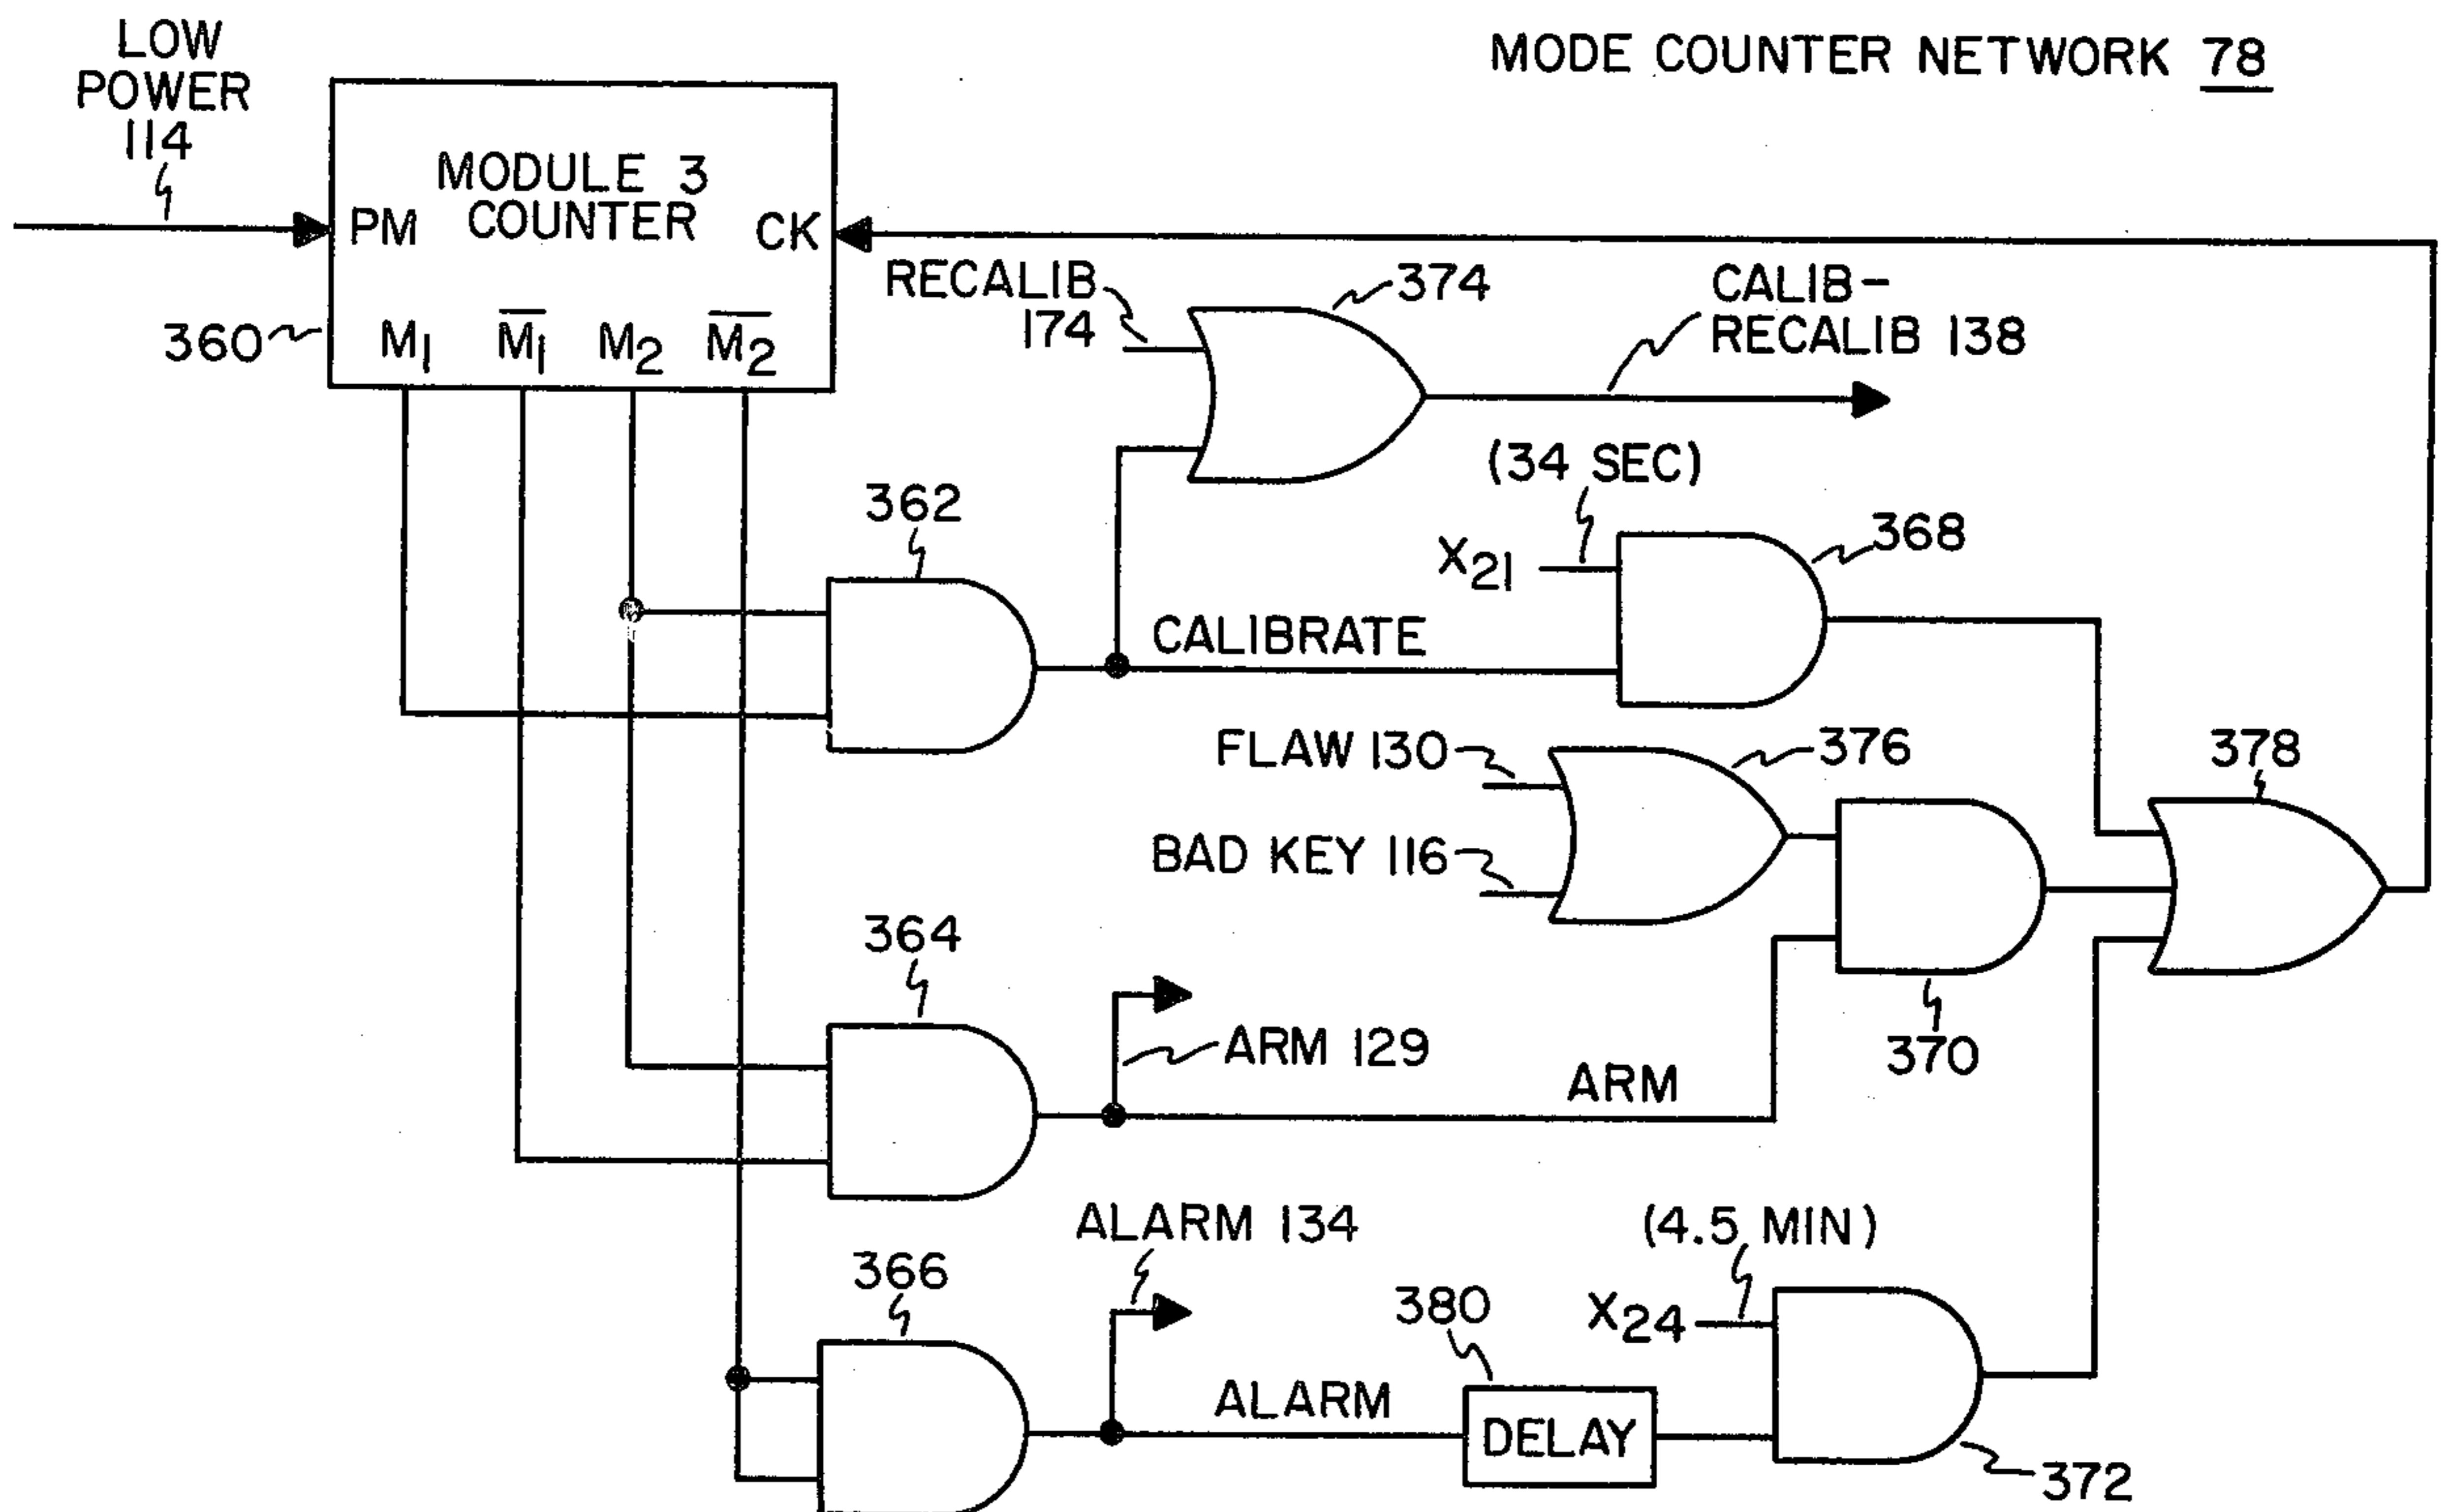 MODE COUNTER NETWORK 78
LOW
POWER
114
MODULE 3
COUNTER
PM
CK
M1
M̅1
M2
M̅2
360
RECALIB
174
374
CALIB-
RECALIB 138
(34 SEC)
X21
368
362
CALIBRATE
FLAW 130
376
BAD KEY 116
378
370
364
ARM 129
ARM
ALARM 134
(4.5 MIN)
366
380
X24
ALARM
DELAY
372